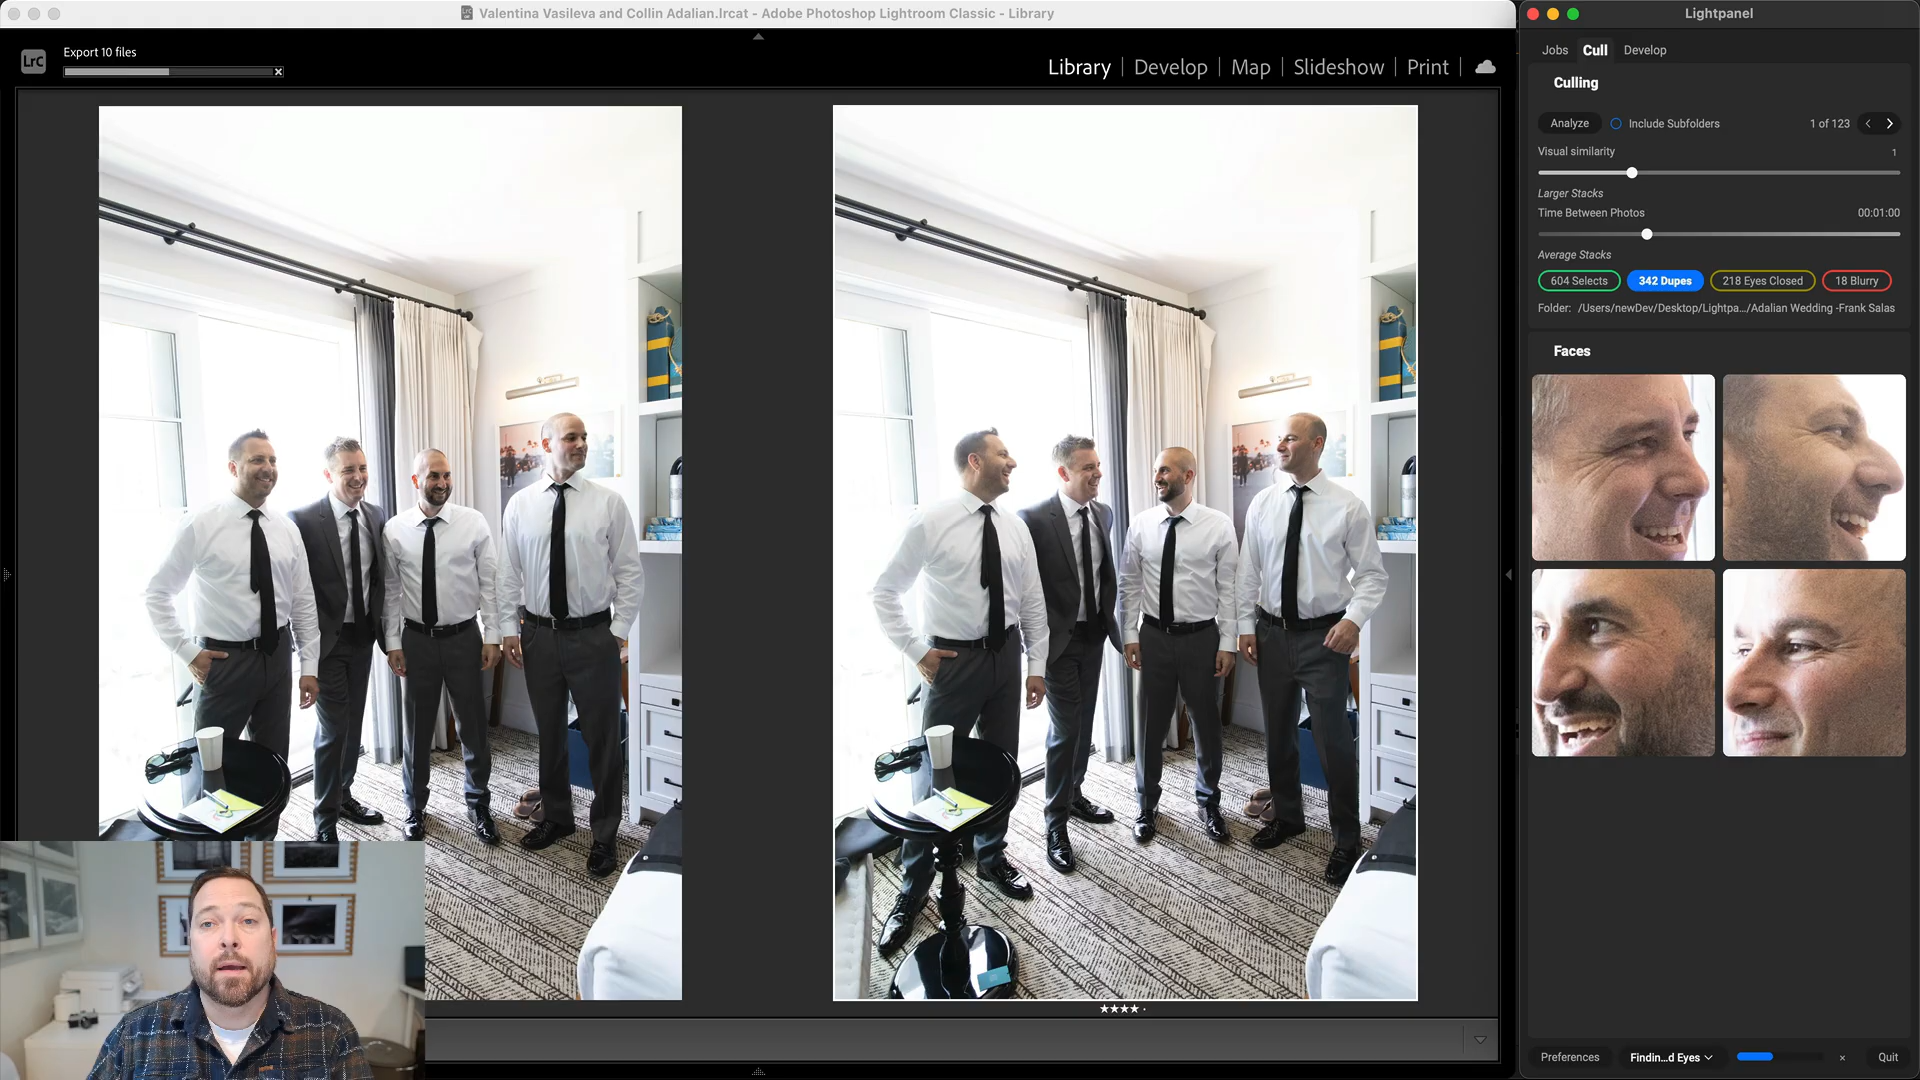 Valentina Vasileva and Collin Adalian.lrcat - Adobe Photoshop Lightroom Classic - Library
Lightpanel
LrC
Export 10 files
Library | Develop | Map | Slideshow | Print
Jobs Cull Develop
Culling
Analyze Include Subfolders 1 of 123
Visual similarity 1
Larger Stacks
Time Between Photos 00:01:00
Average Stacks
604 Selects 342 Dupes 218 Eyes Closed 18 Blurry
Folder: /Users/newDev/Desktop/Lightpa.../Adalian Wedding -Frank Salas
Faces
Preferences Findin...d Eyes Quit